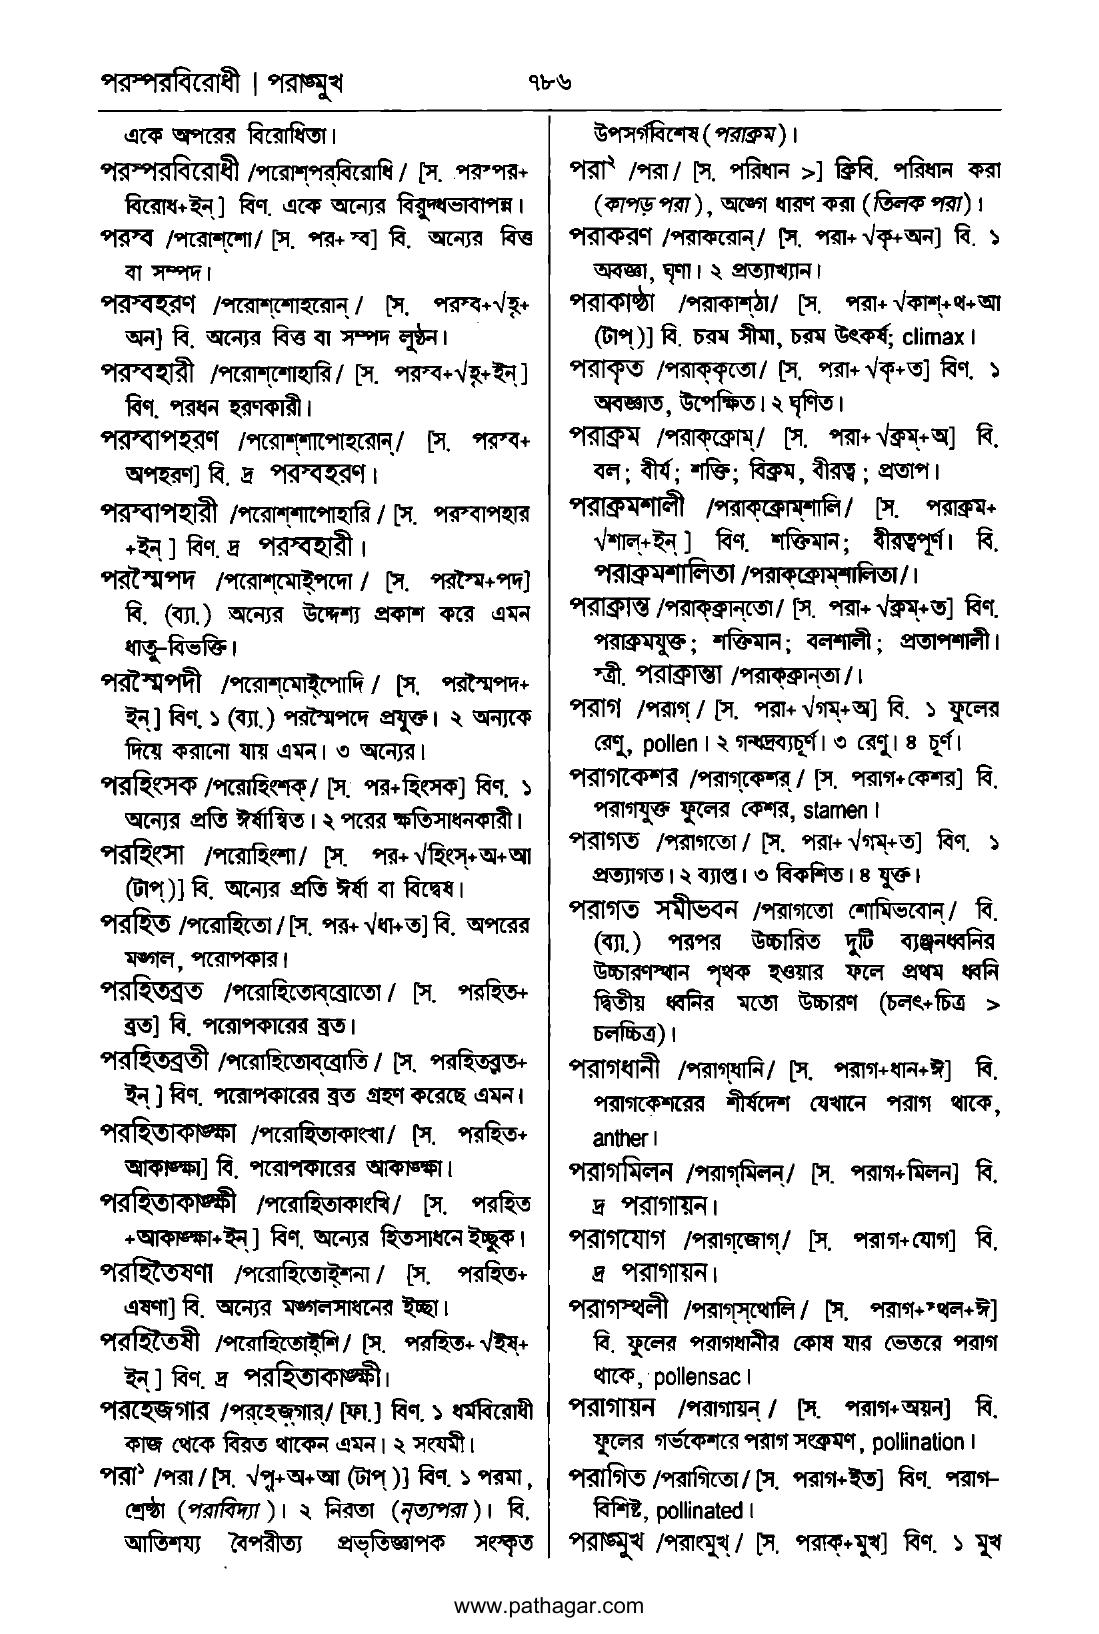 পরস্পরবিরোধী | পরাঙ্মুখ ৭৮৬
একে অপরের বিরোধিতা।
পরস্পরবিরোধী /পরোশ্‌পর্‌বিরোধি/ [স. পরস্পর+
বিরোধ+ইন্‌] বিণ. একে অন্যের বিরুদ্ধভাবাপন্ন।
পরস্ব /পরোশ্‌শো/ [স. পর+স্ব] বি. অন্যের বিত্ত
বা সম্পদ।
পরস্বহরণ /পরোশ্‌শোহরোন্‌/ [স. পরস্ব+√হৃ+
অন] বি. অন্যের বিত্ত বা সম্পদ লুণ্ঠন।
পরস্বহারী /পরোশ্‌শোহারি/ [স. পরস্ব+√হৃ+ইন্‌]
বিণ. পরধন হরণকারী।
পরস্বাপহরণ /পরোশ্‌শাপোহরোন্‌/ [স. পরস্ব+
অপহরণ] বি. দ্র পরস্বহরণ।
পরস্বাপহারী /পরোশ্‌শাপোহারি/ [স. পরস্বাপহার
+ইন্‌] বিণ. দ্র পরস্বহারী।
পরস্মৈপদ /পরোশ্‌মোই্‌পদো/ [স. পরস্মৈ+পদ]
বি. (ব্যা.) অন্যের উদ্দেশ্য প্রকাশ করে এমন
ধাতু-বিভক্তি।
পরস্মৈপদী /পরোশ্‌মোই্‌পোদি/ [স. পরস্মৈপদ+
ইন্‌] বিণ. ১ (ব্যা.) পরস্মৈপদে প্রযুক্ত। ২ অন্যকে
দিয়ে করানো যায় এমন। ৩ অন্যের।
পরহিংসক /পরোহিংশক্‌/ [স. পর+হিংসক] বিণ. ১
অন্যের প্রতি ঈর্ষান্বিত। ২ পরের ক্ষতিসাধনকারী।
পরহিংসা /পরোহিংশা/ [স. পর+√হিংস্‌+অ+আ
(টাপ্‌)] বি. অন্যের প্রতি ঈর্ষা বা বিদ্বেষ।
পরহিত /পরোহিতো/ [স. পর+√ধা+ত] বি. অপরের
মঙ্গল, পরোপকার।
পরহিতব্রত /পরোহিতোব্‌ব্রোতো/ [স. পরহিত+
ব্রত] বি. পরোপকারের ব্রত।
পরহিতব্রতী /পরোহিতোব্‌ব্রোতি/ [স. পরহিতব্রত+
ইন্‌] বিণ. পরোপকারের ব্রত গ্রহণ করেছে এমন।
পরহিতাকাঙ্ক্ষা /পরোহিতাকাংখা/ [স. পরহিত+
আকাঙ্ক্ষা] বি. পরোপকারের আকাঙ্ক্ষা।
পরহিতাকাঙ্ক্ষী /পরোহিতাকাংখি/ [স. পরহিত
+আকাঙ্ক্ষা+ইন্‌] বিণ. অন্যের হিতসাধনে ইচ্ছুক।
পরহিতৈষণা /পরোহিতোই্‌শনা/ [স. পরহিত+
এষণা] বি. অন্যের মঙ্গলসাধনের ইচ্ছা।
পরহিতৈষী /পরোহিতোই্‌শি/ [স. পরহিত+√ইষ্‌+
ইন্‌] বিণ. দ্র পরহিতাকাঙ্ক্ষী।
পরহেজগার /পর্‌হেজ্‌গার্‌/ [ফা.] বিণ. ১ ধর্মবিরোধী
কাজ থেকে বিরত থাকেন এমন। ২ সংযমী।
পরা১ /পরা/ [স. √পৄ+অ+আ (টাপ্‌)] বিণ. ১ পরমা,
শ্রেষ্ঠা (পরাবিদ্যা)। ২ নিরতা (নৃত্যপরা)। বি.
আতিশয্য বৈপরীত্য প্রভৃতিজ্ঞাপক সংস্কৃত
উপসর্গবিশেষ (পরাক্রম)।
পরা২ /পরা/ [স. পরিধান >] ক্রিবি. পরিধান করা
(কাপড় পরা), অঙ্গে ধারণ করা (তিলক পরা)।
পরাকরণ /পরাকরোন্‌/ [স. পরা+√কৃ+অন] বি. ১
অবজ্ঞা, ঘৃণা। ২ প্রত্যাখ্যান।
পরাকাষ্ঠা /পরাকাশ্‌ঠা/ [স. পরা+√কাশ্‌+থ+আ
(টাপ্‌)] বি. চরম সীমা, চরম উৎকর্ষ; climax।
পরাকৃত /পরাক্‌কৃতো/ [স. পরা+√কৃ+ত] বিণ. ১
অবজ্ঞাত, উপেক্ষিত। ২ ঘৃণিত।
পরাক্রম /পরাক্‌ক্রোম্‌/ [স. পরা+√ক্রম্‌+অ] বি.
বল; বীর্য; শক্তি; বিক্রম, বীরত্ব; প্রতাপ।
পরাক্রমশালী /পরাক্‌ক্রোম্‌শালি/ [স. পরাক্রম+
√শাল্‌+ইন্‌] বিণ. শক্তিমান; বীরত্বপূর্ণ। বি.
পরাক্রমশালিতা /পরাক্‌ক্রোম্‌শালিতা/।
পরাক্রান্ত /পরাক্‌ক্রান্‌তো/ [স. পরা+√ক্রম্‌+ত] বিণ.
পরাক্রমযুক্ত; শক্তিমান; বলশালী; প্রতাপশালী।
স্ত্রী. পরাক্রান্তা /পরাক্‌ক্রান্‌তা/।
পরাগ /পরাগ্‌/ [স. পরা+√গম্‌+অ] বি. ১ ফুলের
রেণু, pollen। ২ গন্ধদ্রব্যচূর্ণ। ৩ রেণু। ৪ চূর্ণ।
পরাগকেশর /পরাগ্‌কেশর্‌/ [স. পরাগ+কেশর] বি.
পরাগযুক্ত ফুলের কেশর, stamen।
পরাগত /পরাগতো/ [স. পরা+√গম্‌+ত] বিণ. ১
প্রত্যাগত। ২ ব্যাপ্ত। ৩ বিকশিত। ৪ যুক্ত।
পরাগত সমীভবন /পরাগতো শোমিভবোন্‌/ বি.
(ব্যা.) পরপর উচ্চারিত দুটি ব্যঞ্জনধ্বনির
উচ্চারণস্থান পৃথক হওয়ার ফলে প্রথম ধ্বনি
দ্বিতীয় ধ্বনির মতো উচ্চারণ (চলৎ+চিত্র >
চলচ্চিত্র)।
পরাগধানী /পরাগ্‌ধানি/ [স. পরাগ+ধান+ঈ] বি.
পরাগকেশরের শীর্ষদেশ যেখানে পরাগ থাকে,
anther।
পরাগমিলন /পরাগ্‌মিলন্‌/ [স. পরাগ+মিলন] বি.
দ্র পরাগায়ন।
পরাগযোগ /পরাগ্‌জোগ্‌/ [স. পরাগ+যোগ] বি.
দ্র পরাগায়ন।
পরাগস্থলী /পরাগ্‌স্‌থোলি/ [স. পরাগ+স্থল+ঈ]
বি. ফুলের পরাগধানীর কোষ যার ভেতরে পরাগ
থাকে, pollensac।
পরাগায়ন /পরাগায়ন্‌/ [স. পরাগ+অয়ন] বি.
ফুলের গর্ভকেশরে পরাগ সংক্রমণ, polliination।
পরাগিত /পরাগিতো/ [স. পরাগ+ইত] বিণ. পরাগ-
বিশিষ্ট, pollinated।
পরাঙ্মুখ /পরাংমুখ্‌/ [স. পরাক্‌+মুখ] বিণ. ১ মুখ
www.pathagar.com